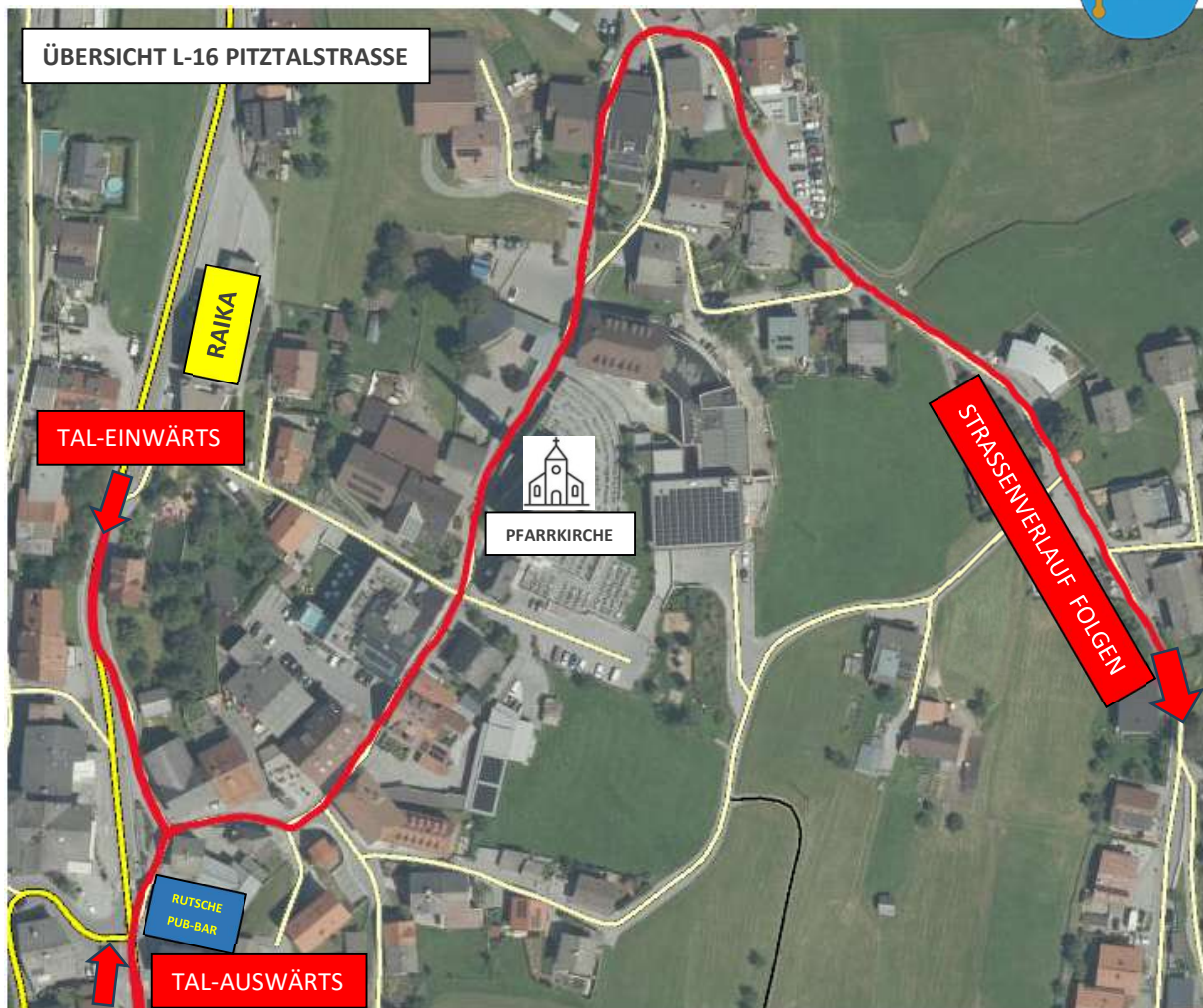 ÜBERSICHT L-16 PITZTALSTRASSE
RAIKA
TAL-EINWÄRTS
PFARRKIRCHE
STRASSENVERLAUF FOLGEN
RUTSCHE
PUB-BAR
TAL-AUSWÄRTS